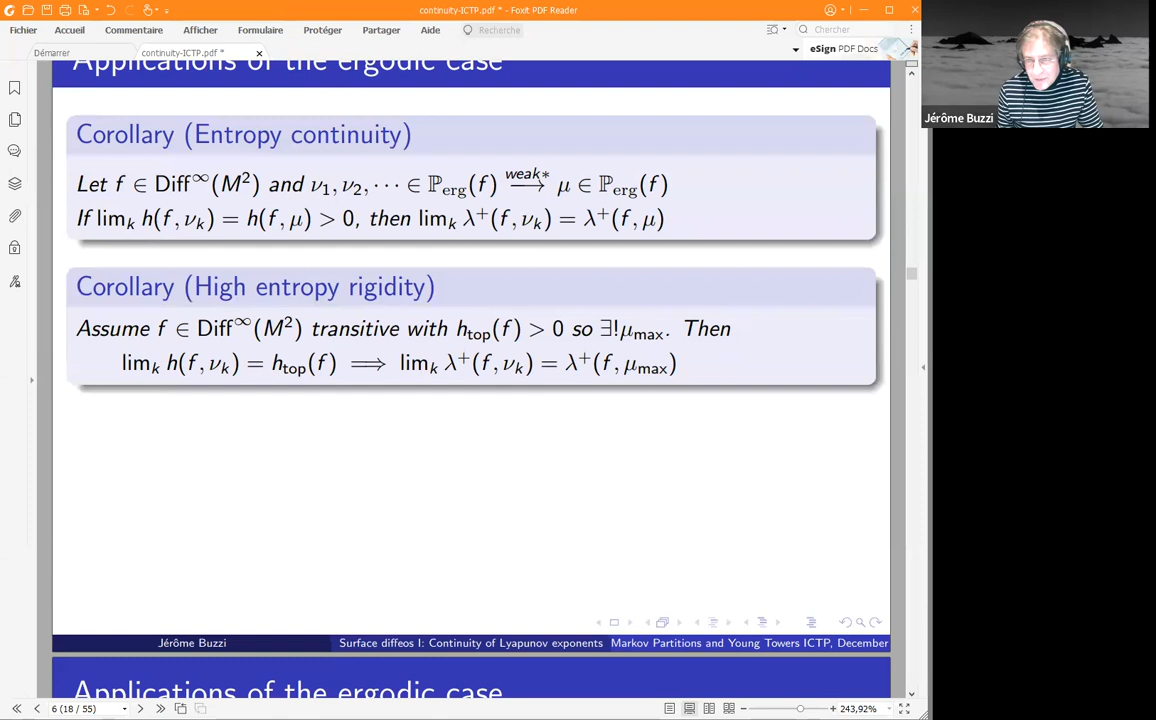 continuity-ICTP.pdf * - Foxit PDF Reader
Fichier Accueil Commentaire Afficher Formulaire Protéger Partager Aide Recherche Chercher
Démarrer continuity-ICTP.pdf * eSign PDF Docs
Applications of the ergodic case
Jérôme Buzzi
Corollary (Entropy continuity)
Let f ∈ Diff^∞(M²) and ν₁, ν₂, ⋯ ∈ ℙ_erg(f) \xrightarrow{weak*} μ ∈ ℙ_erg(f)
If lim_k h(f, ν_k) = h(f, μ) > 0, then lim_k λ⁺(f, ν_k) = λ⁺(f, μ)
Corollary (High entropy rigidity)
Assume f ∈ Diff^∞(M²) transitive with h_top(f) > 0 so ∃!μ_max. Then
lim_k h(f, ν_k) = h_top(f) ⟹ lim_k λ⁺(f, ν_k) = λ⁺(f, μ_max)
Jérôme Buzzi Surface diffeos I: Continuity of Lyapunov exponents Markov Partitions and Young Towers ICTP, December
Applications of the ergodic case
6 (18 / 55) 243,92%